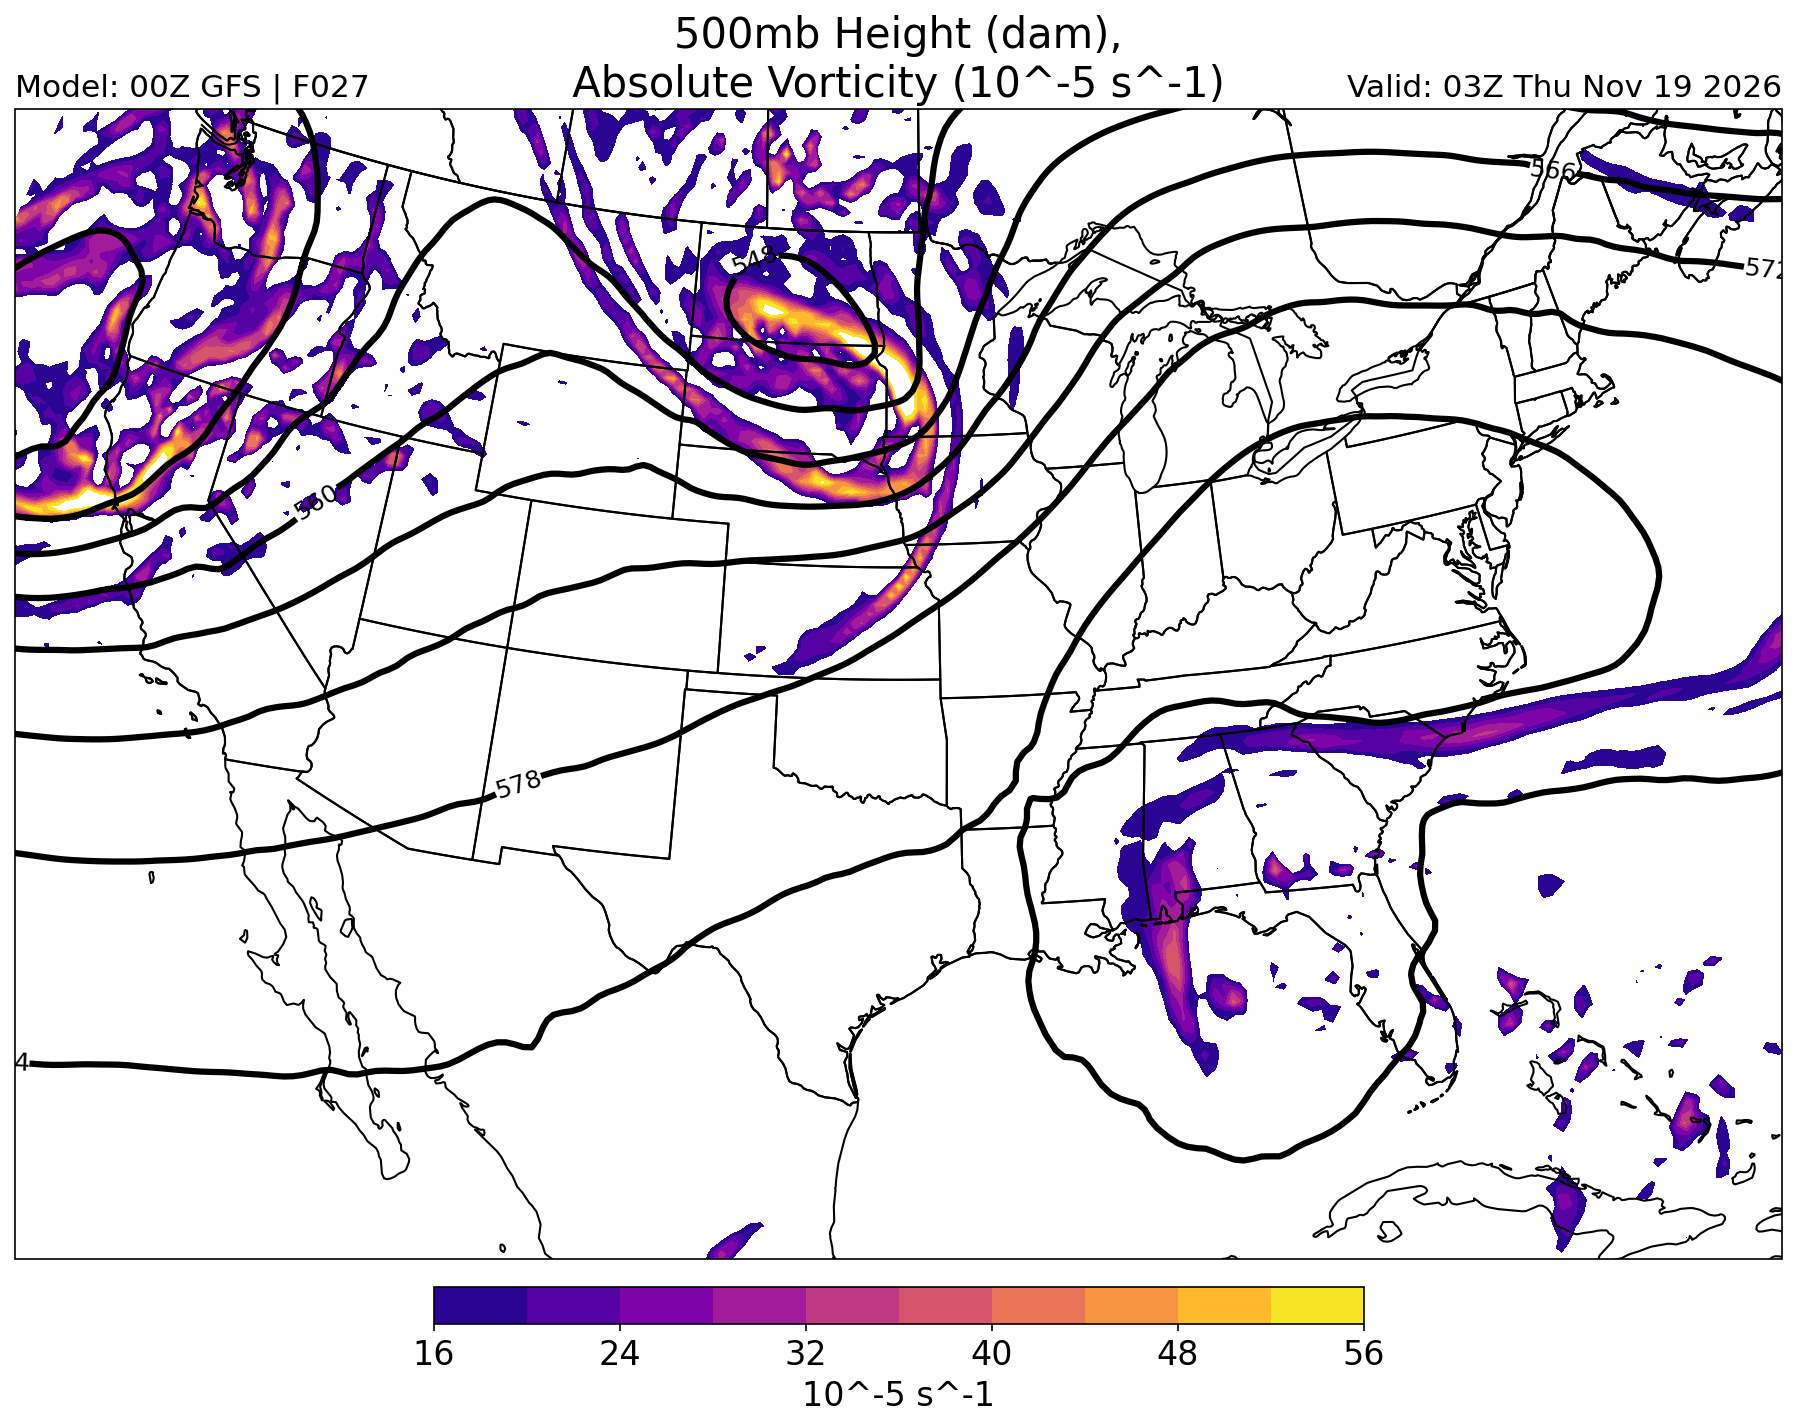 500mb Height (dam),
Absolute Vorticity (10^-5 s^-1)
Model: 00Z GFS | F027
Valid: 03Z Thu Nov 19 2026
566
572
548
560
578
4
16 24 32 40 48 56
10^-5 s^-1